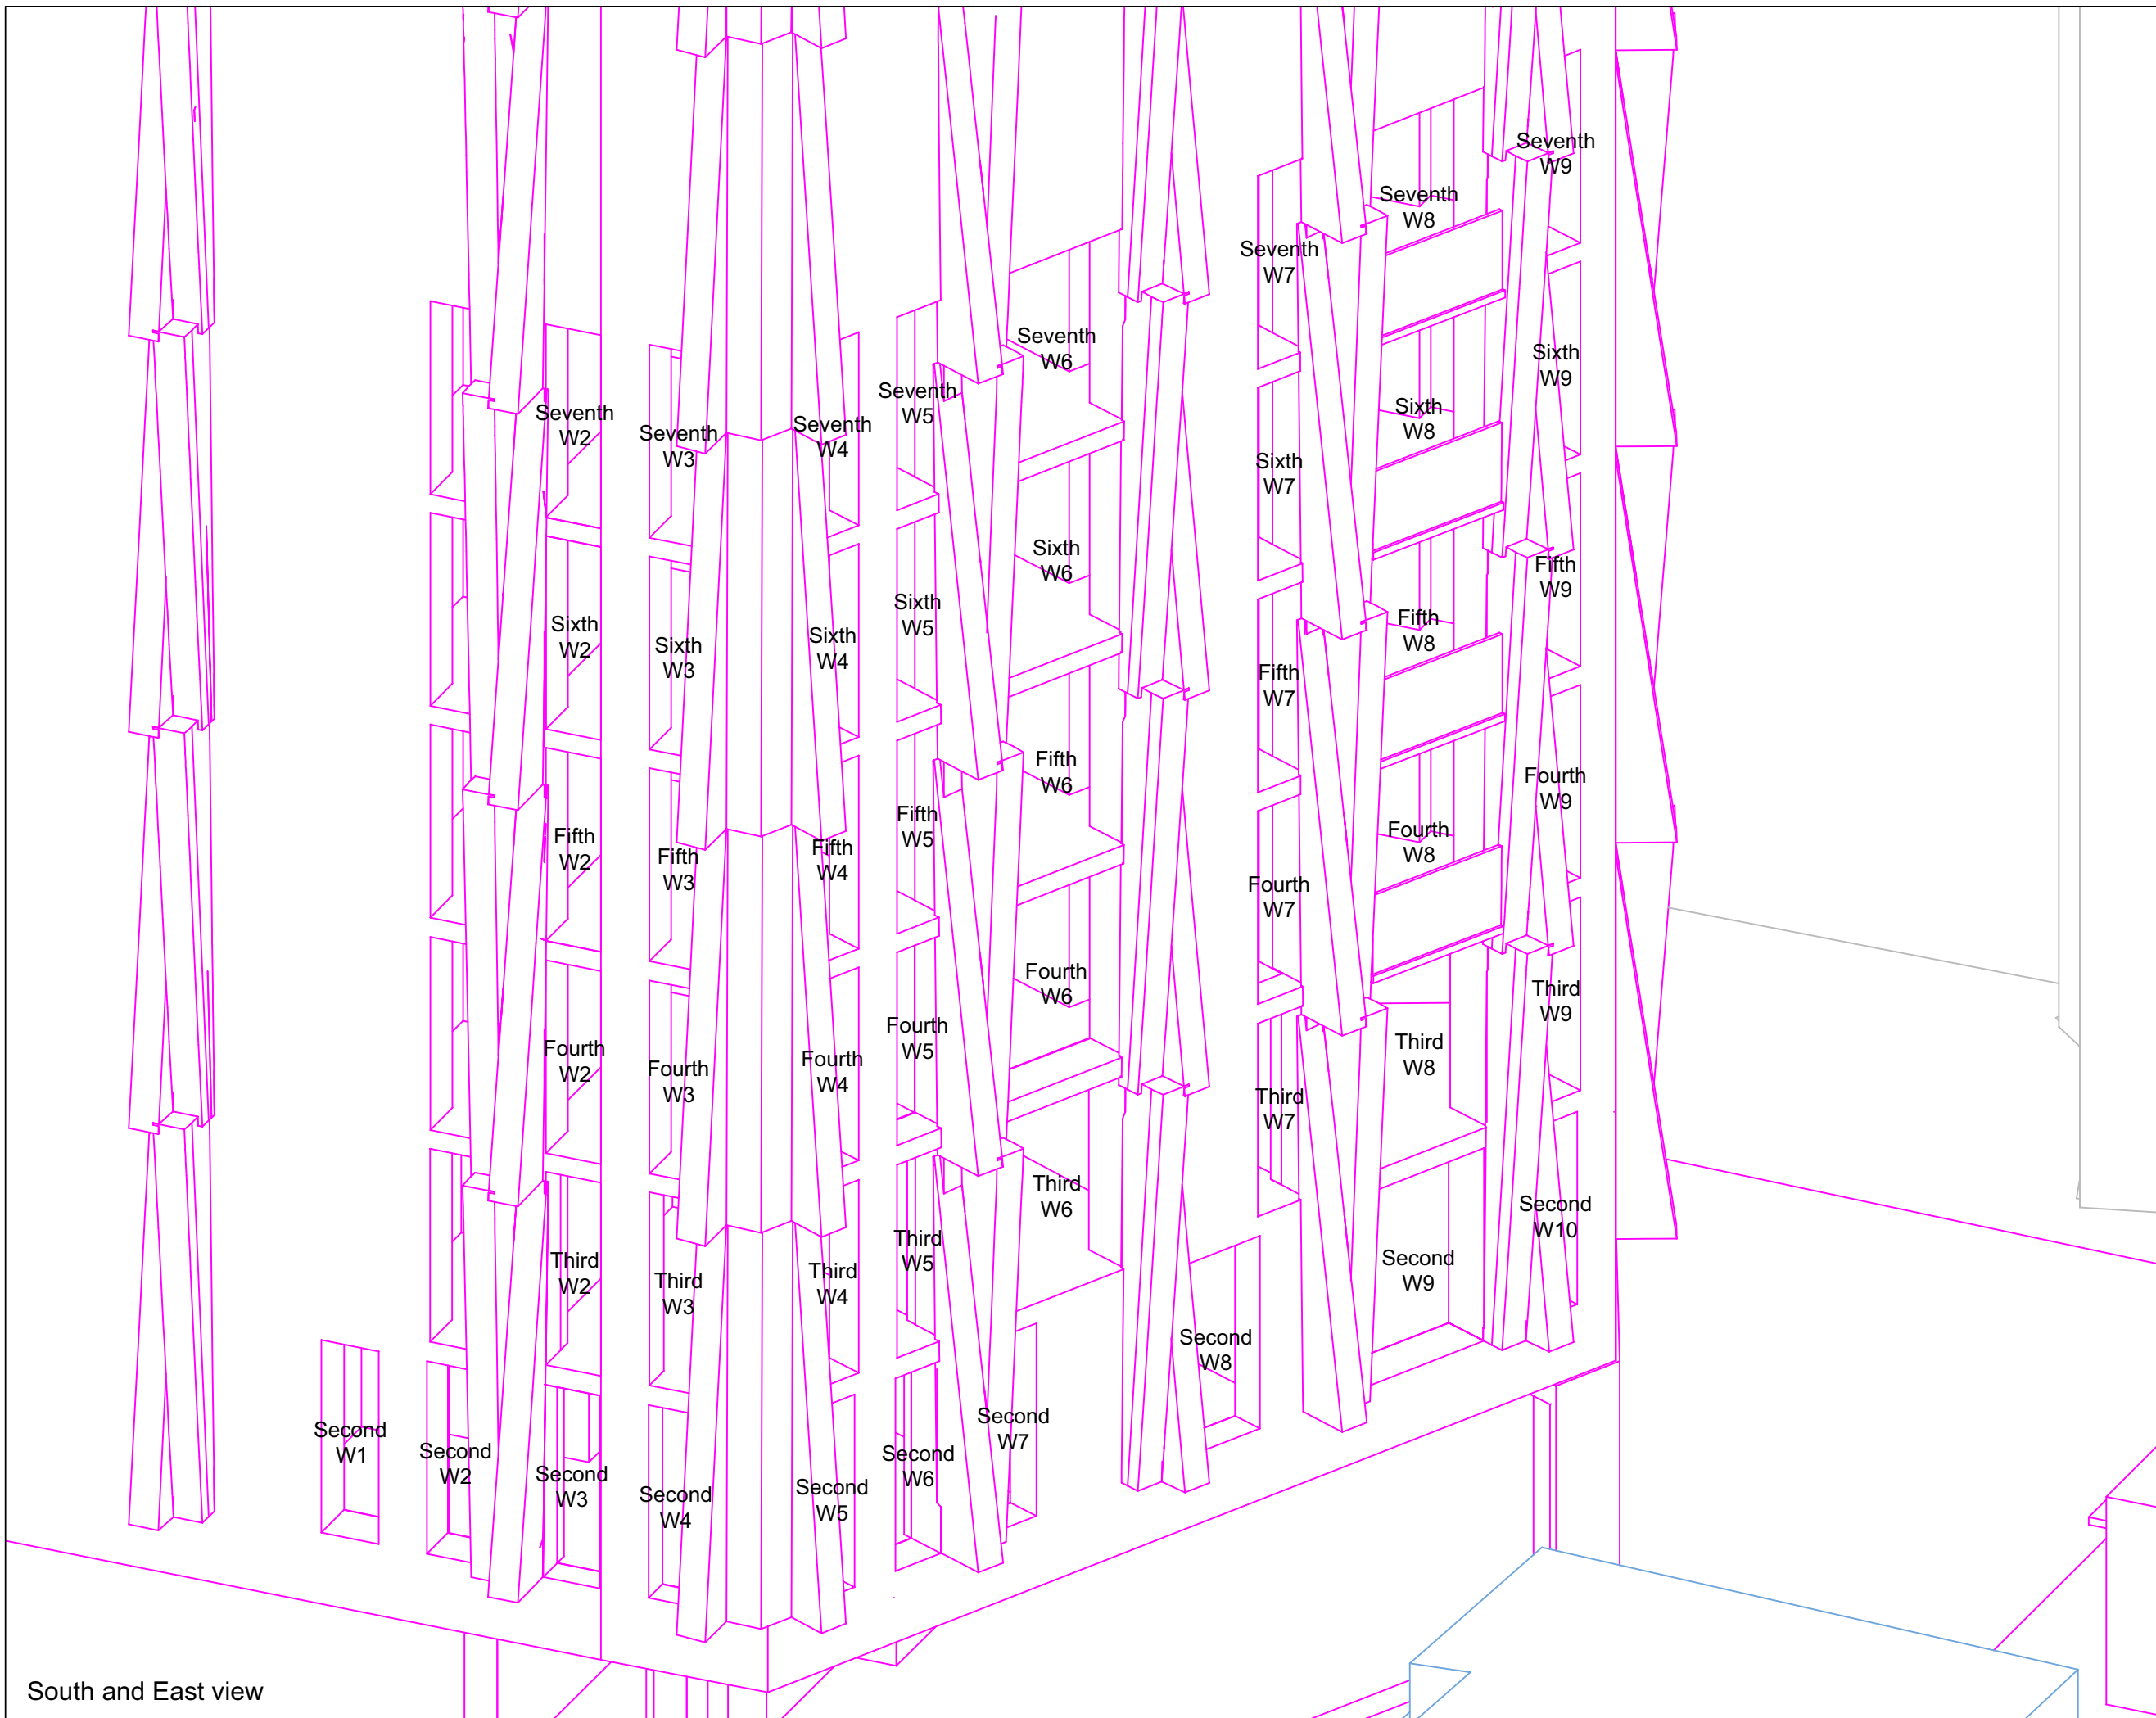 Seventh
W9
Seventh
W8
Seventh
W7
Seventh
W6
Seventh
W5
Seventh
W4
Seventh
W3
Seventh
W2
Sixth
W9
Sixth
W8
Sixth
W7
Sixth
W6
Sixth
W5
Sixth
W4
Sixth
W3
Sixth
W2
Fifth
W9
Fifth
W8
Fifth
W7
Fifth
W6
Fifth
W5
Fifth
W4
Fifth
W3
Fifth
W2
Fourth
W9
Fourth
W8
Fourth
W7
Fourth
W6
Fourth
W5
Fourth
W4
Fourth
W3
Fourth
W2
Third
W9
Third
W8
Third
W7
Third
W6
Third
W5
Third
W4
Third
W3
Third
W2
Second
W10
Second
W9
Second
W8
Second
W7
Second
W6
Second
W5
Second
W4
Second
W3
Second
W2
Second
W1
South and East view